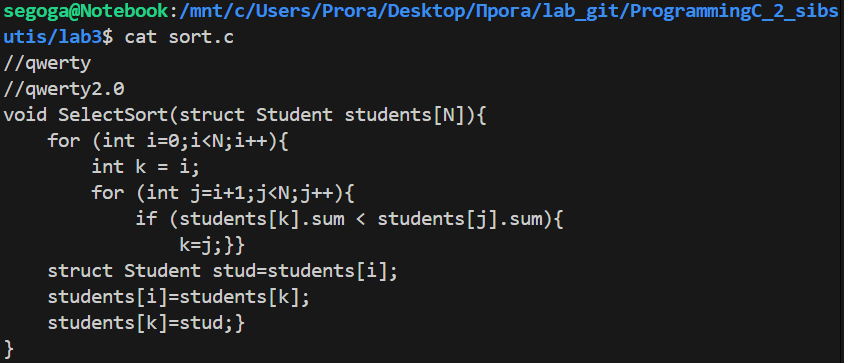 segoga@Notebook:/mnt/c/Users/Prora/Desktop/Прога/lab_git/ProgrammingC_2_sibs
utis/lab3$ cat sort.c
//qwerty
//qwerty2.0
void SelectSort(struct Student students[N]){
    for (int i=0;i<N;i++){
        int k = i;
        for (int j=i+1;j<N;j++){
            if (students[k].sum < students[j].sum){
                k=j;}}
    struct Student stud=students[i];
    students[i]=students[k];
    students[k]=stud;}
}